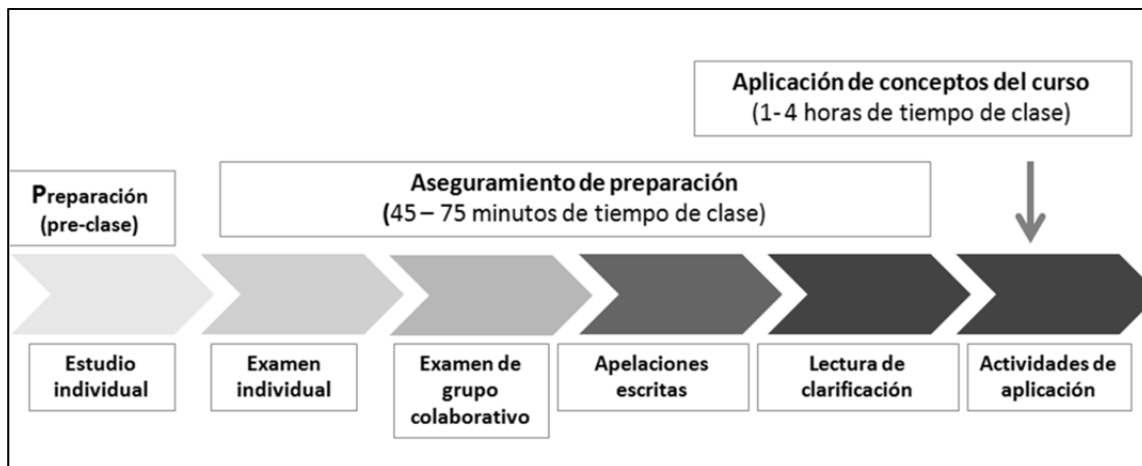 Aplicación de conceptos del curso
(1- 4 horas de tiempo de clase)
Preparación
(pre-clase)
Aseguramiento de preparación
(45 – 75 minutos de tiempo de clase)
Estudio
individual
Examen
individual
Examen de
grupo
colaborativo
Apelaciones
escritas
Lectura de
clarificación
Actividades de
aplicación